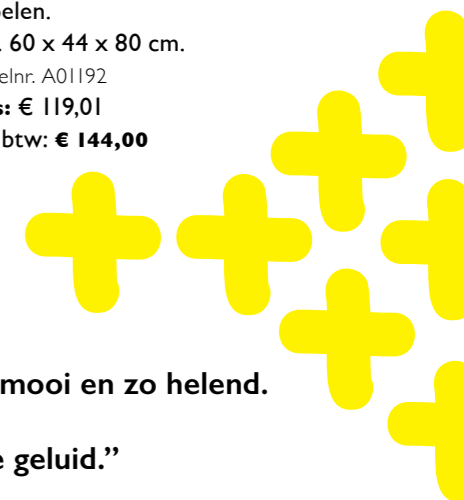 elen.
. 60 x 44 x 80 cm.
elnr. A01192
s: € 119,01
btw: € 144,00
mooi en zo helend.
e geluid.”